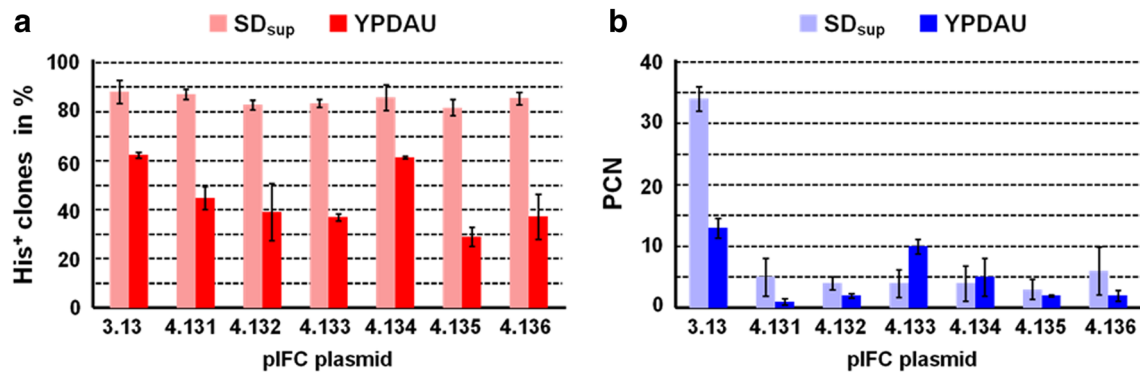 a
SDsup YPDAU
His+ clones in %
100
80
60
40
20
0
3.13 4.131 4.132 4.133 4.134 4.135 4.136
pIFC plasmid
b
SDsup YPDAU
PCN
40
30
20
10
0
3.13 4.131 4.132 4.133 4.134 4.135 4.136
pIFC plasmid